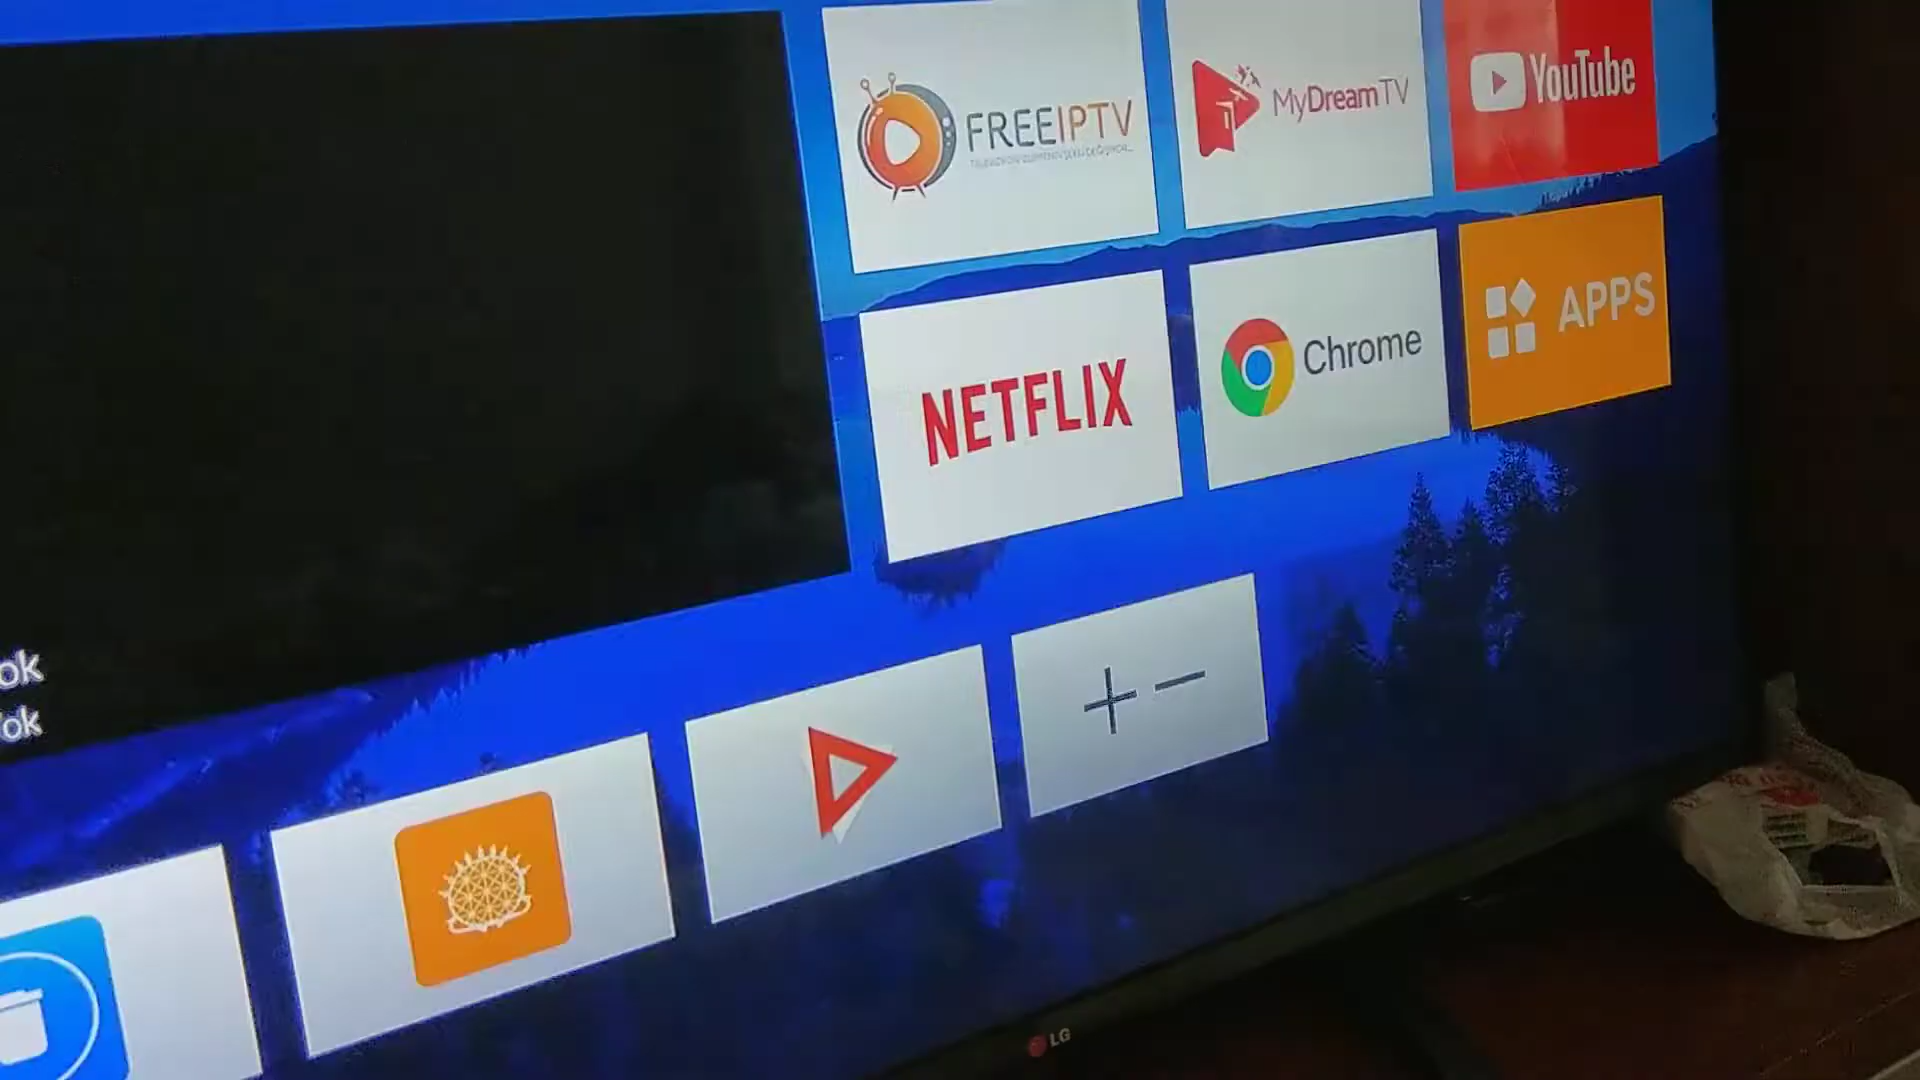 FREEIPTV
MyDreamTV
YouTube
NETFLIX
Chrome
APPS
ok
ok
+ −
LG